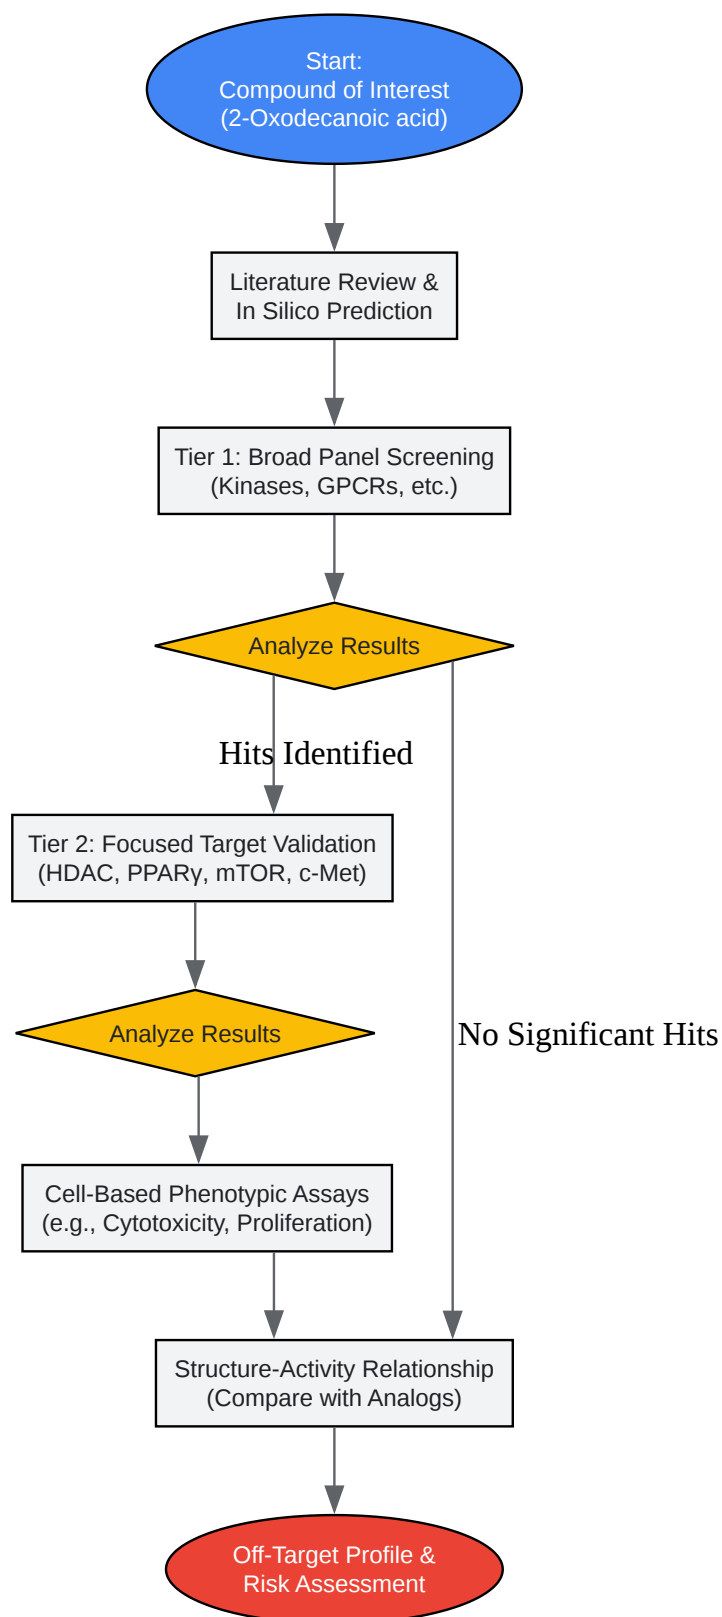 Start:
Compound of Interest
(2-Oxodecanoic acid)
Literature Review &
In Silico Prediction
Tier 1: Broad Panel Screening
(Kinases, GPCRs, etc.)
Analyze Results
Hits Identified
Tier 2: Focused Target Validation
(HDAC, PPARγ, mTOR, c-Met)
Analyze Results
No Significant Hits
Cell-Based Phenotypic Assays
(e.g., Cytotoxicity, Proliferation)
Structure-Activity Relationship
(Compare with Analogs)
Off-Target Profile &
Risk Assessment